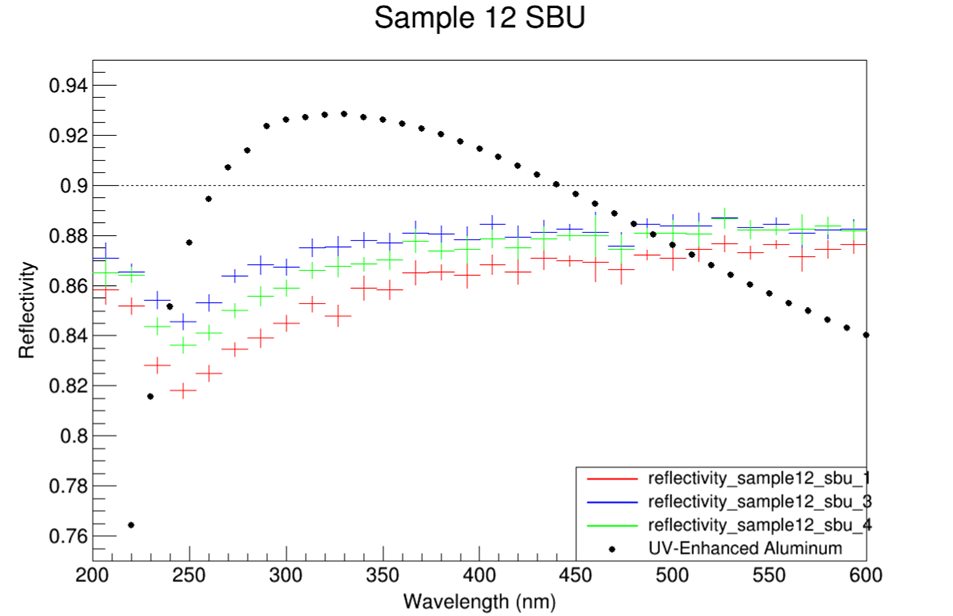 Sample 12 SBU
Reflectivity
0.94
0.92
0.9
0.88
0.86
0.84
0.82
0.8
0.78
0.76
reflectivity_sample12_sbu_1
reflectivity_sample12_sbu_3
reflectivity_sample12_sbu_4
UV-Enhanced Aluminum
200 250 300 350 400 450 500 550 600
Wavelength (nm)